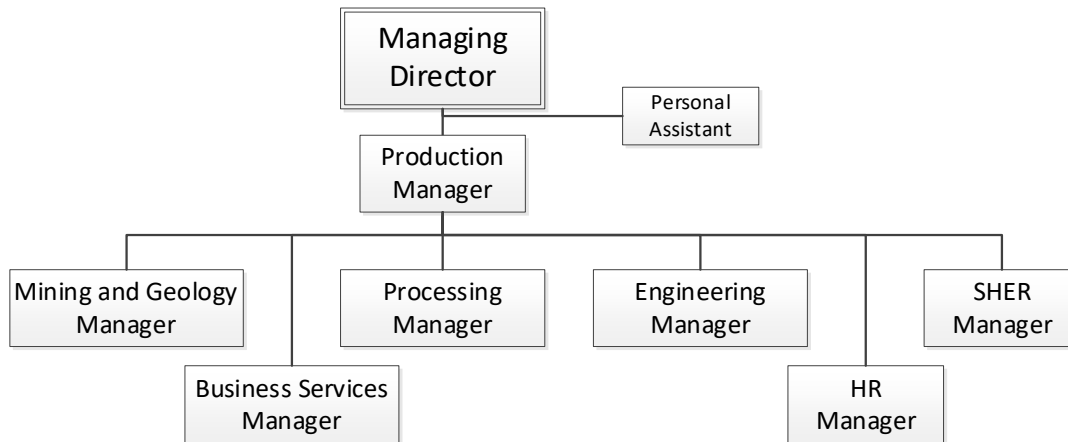 Managing
Director
Personal
Assistant
Production
Manager
Mining and Geology
Manager
Processing
Manager
Engineering
Manager
SHER
Manager
Business Services
Manager
HR
Manager